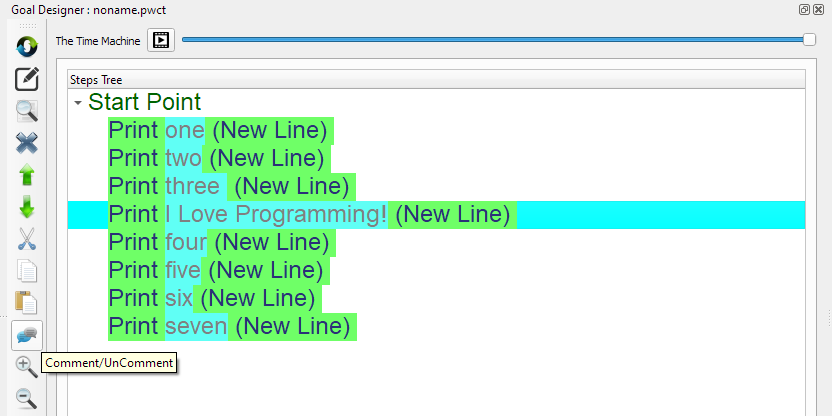 Goal Designer : noname.pwct
The Time Machine
Steps Tree
Start Point
Print one (New Line)
Print two (New Line)
Print three  (New Line)
Print I Love Programming! (New Line)
Print four (New Line)
Print five (New Line)
Print six (New Line)
Print seven (New Line)
Comment/UnComment